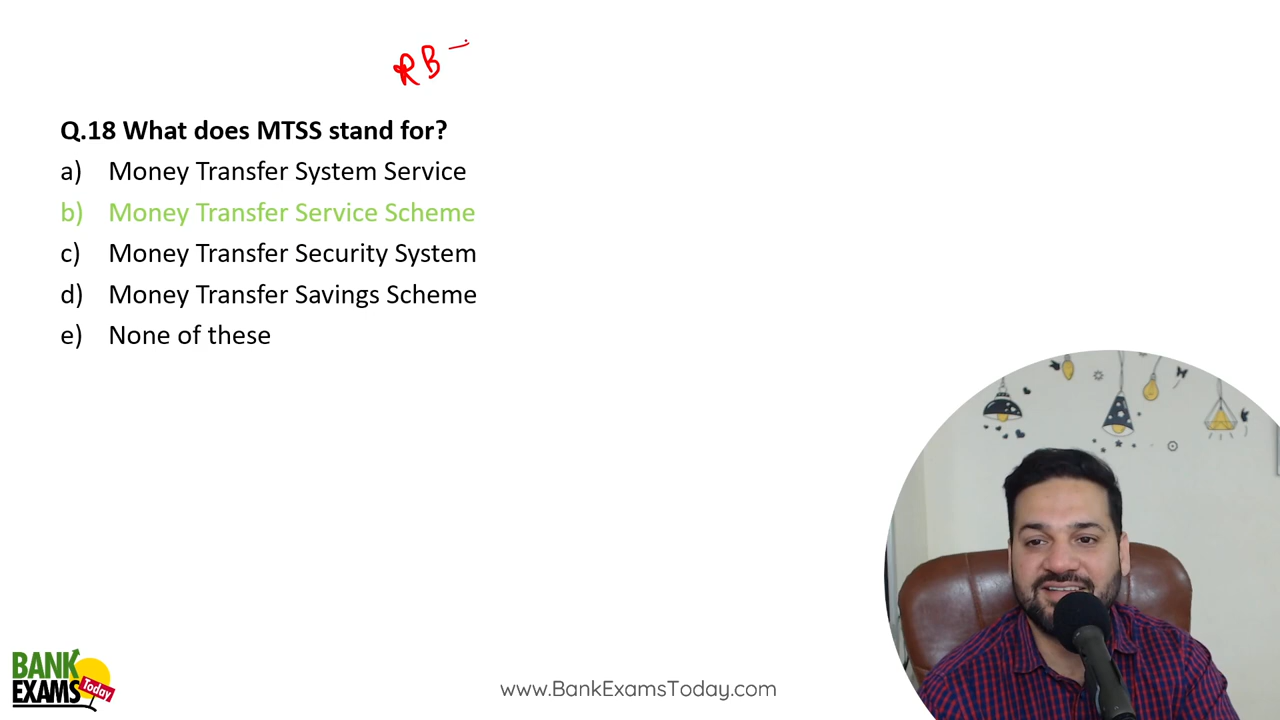 RB
Q.18 What does MTSS stand for?
a) Money Transfer System Service
b) Money Transfer Service Scheme
c) Money Transfer Security System
d) Money Transfer Savings Scheme
e) None of these
BANK
EXAMS Today
www.BankExamsToday.com